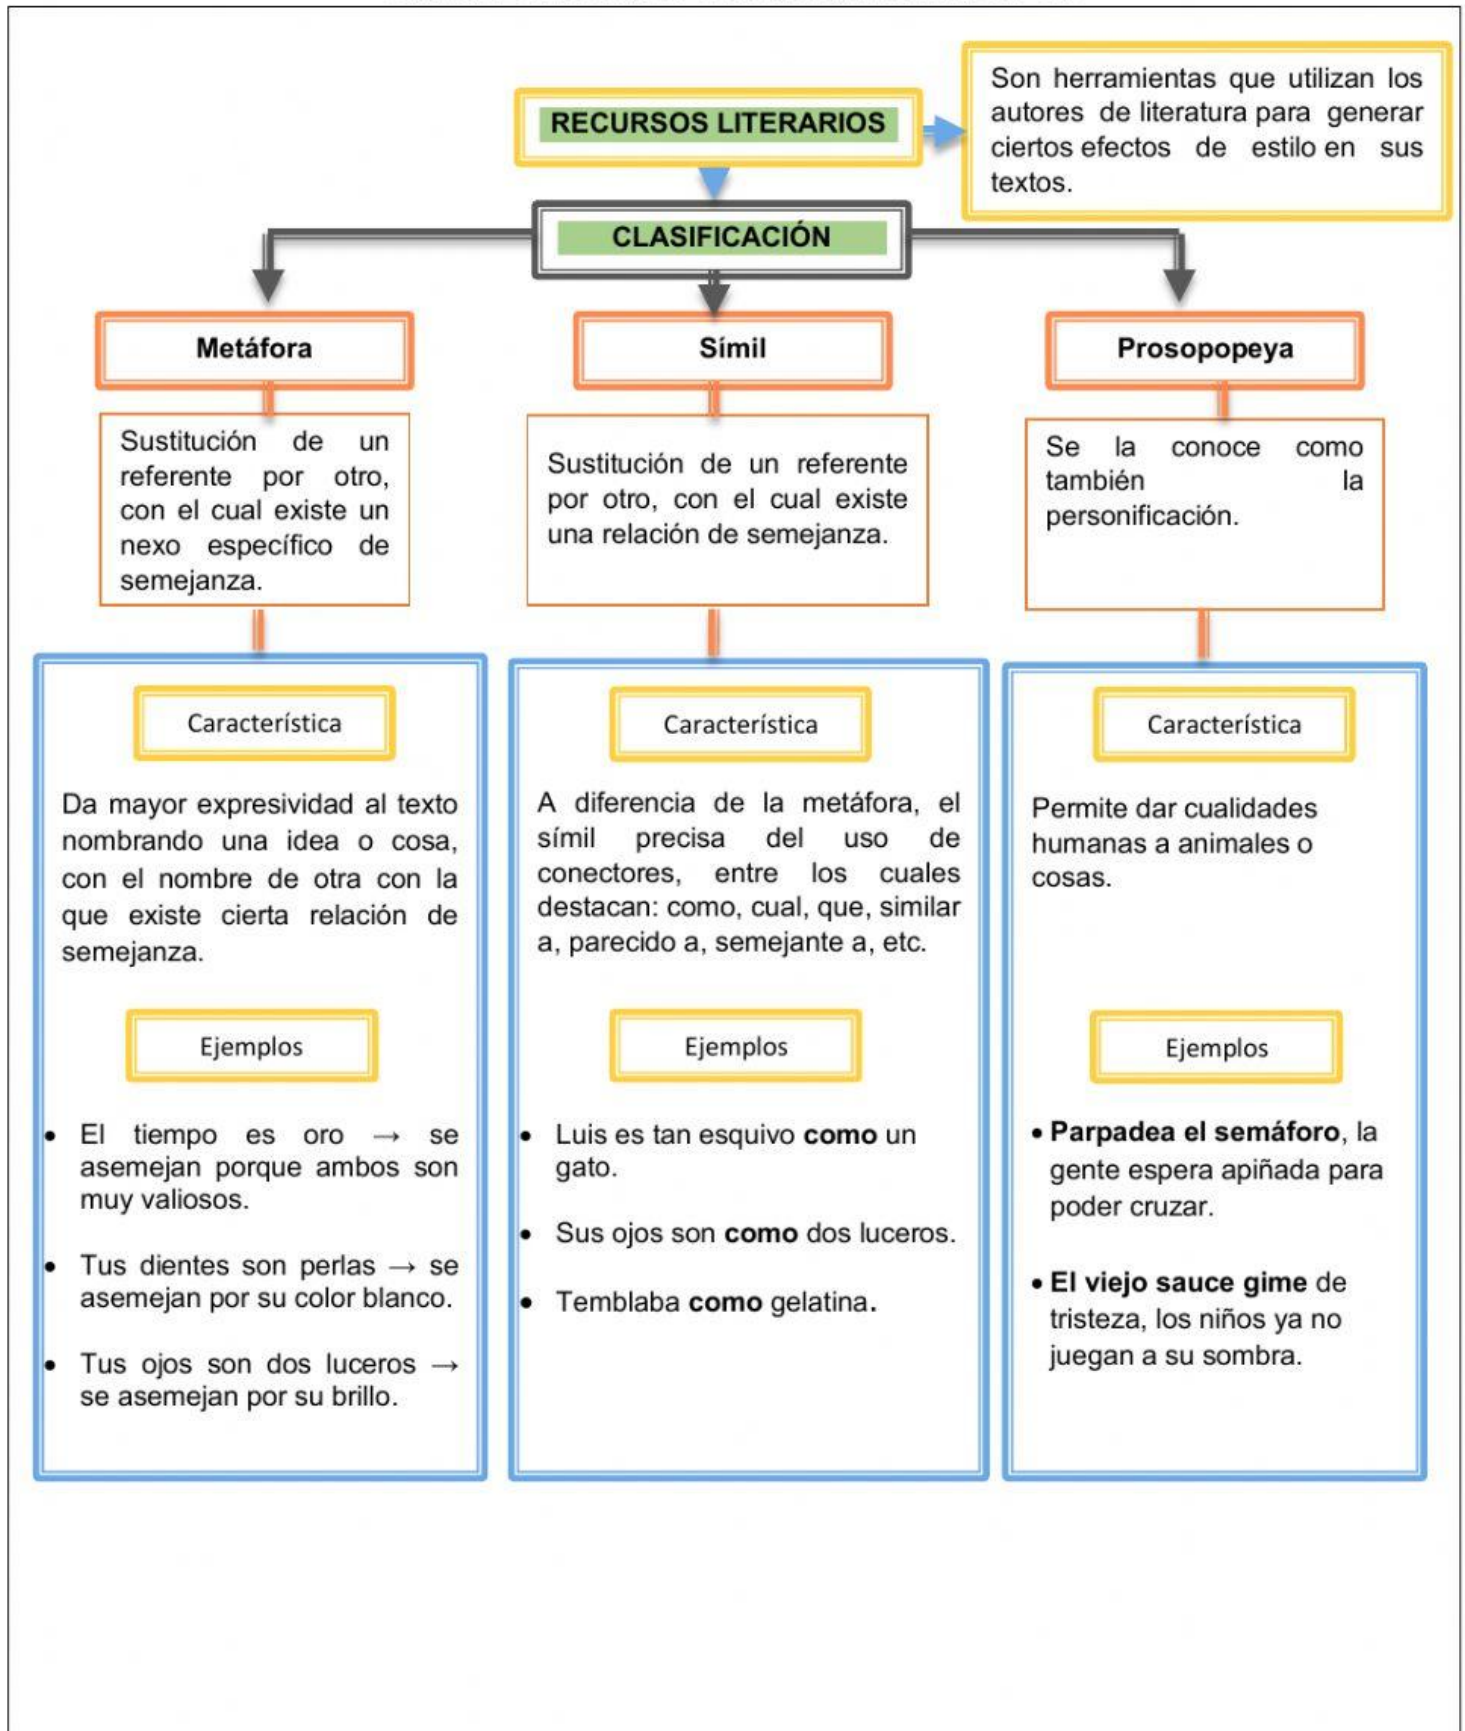 RECURSOS LITERARIOS
Son herramientas que utilizan los
autores de literatura para generar
ciertos efectos de estilo en sus
textos.
CLASIFICACIÓN
Metáfora
Sustitución de un
referente por otro,
con el cual existe un
nexo específico de
semejanza.
Característica
Da mayor expresividad al texto
nombrando una idea o cosa,
con el nombre de otra con la
que existe cierta relación de
semejanza.
Ejemplos
• El tiempo es oro → se
asemejan porque ambos son
muy valiosos.
• Tus dientes son perlas → se
asemejan por su color blanco.
• Tus ojos son dos luceros →
se asemejan por su brillo.
Símil
Sustitución de un referente
por otro, con el cual existe
una relación de semejanza.
Característica
A diferencia de la metáfora, el
símil precisa del uso de
conectores, entre los cuales
destacan: como, cual, que, similar
a, parecido a, semejante a, etc.
Ejemplos
• Luis es tan esquivo como un
gato.
• Sus ojos son como dos luceros.
• Temblaba como gelatina.
Prosopopeya
Se la conoce como
también la
personificación.
Característica
Permite dar cualidades
humanas a animales o
cosas.
Ejemplos
• Parpadea el semáforo, la
gente espera apiñada para
poder cruzar.
• El viejo sauce gime de
tristeza, los niños ya no
juegan a su sombra.